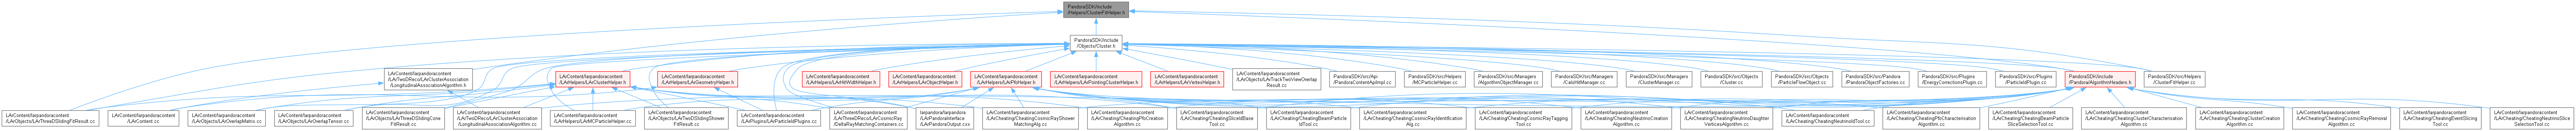 PandoraSDK/include
/Helpers/ClusterFitHelper.h
PandoraSDK/include
/Objects/Cluster.h
LArContent/larpandoracontent
/LArTwoDReco/LArClusterAssociation
/LongitudinalAssociationAlgorithm.h
LArContent/larpandoracontent
/LArHelpers/LArClusterHelper.h
LArContent/larpandoracontent
/LArHelpers/LArGeometryHelper.h
LArContent/larpandoracontent
/LArHelpers/LArHitWidthHelper.h
LArContent/larpandoracontent
/LArHelpers/LArObjectHelper.h
LArContent/larpandoracontent
/LArHelpers/LArPfoHelper.h
LArContent/larpandoracontent
/LArHelpers/LArPointingClusterHelper.h
LArContent/larpandoracontent
/LArHelpers/LArVertexHelper.h
LArContent/larpandoracontent
/LArObjects/LArTrackTwoViewOverlap
Result.cc
PandoraSDK/src/Api
/PandoraContentApiImpl.cc
PandoraSDK/src/Helpers
/MCParticleHelper.cc
PandoraSDK/src/Managers
/AlgorithmObjectManager.cc
PandoraSDK/src/Managers
/CaloHitManager.cc
PandoraSDK/src/Managers
/ClusterManager.cc
PandoraSDK/src/Objects
/Cluster.cc
PandoraSDK/src/Objects
/ParticleFlowObject.cc
PandoraSDK/src/Pandora
/PandoraObjectFactories.cc
PandoraSDK/src/Plugins
/EnergyCorrectionsPlugin.cc
PandoraSDK/src/Plugins
/ParticleIdPlugin.cc
PandoraSDK/include
/Pandora/AlgorithmHeaders.h
PandoraSDK/src/Helpers
/ClusterFitHelper.cc
LArContent/larpandoracontent
/LArObjects/LArThreeDSlidingFitResult.cc
LArContent/larpandoracontent
/LArContent.cc
LArContent/larpandoracontent
/LArObjects/LArOverlapMatrix.cc
LArContent/larpandoracontent
/LArObjects/LArOverlapTensor.cc
LArContent/larpandoracontent
/LArObjects/LArThreeDSlidingCone
FitResult.cc
LArContent/larpandoracontent
/LArTwoDReco/LArClusterAssociation
/LongitudinalAssociationAlgorithm.cc
LArContent/larpandoracontent
/LArHelpers/LArMCParticleHelper.cc
LArContent/larpandoracontent
/LArObjects/LArTwoDSlidingShower
FitResult.cc
LArContent/larpandoracontent
/LArPlugins/LArParticleIdPlugins.cc
LArContent/larpandoracontent
/LArThreeDReco/LArCosmicRay
/DeltaRayMatchingContainers.cc
larpandora/larpandora
/LArPandoraInterface
/LArPandoraOutput.cxx
LArContent/larpandoracontent
/LArCheating/CheatingCosmicRayShower
MatchingAlg.cc
LArContent/larpandoracontent
/LArCheating/CheatingPfoCreation
Algorithm.cc
LArContent/larpandoracontent
/LArCheating/CheatingSliceIdBase
Tool.cc
LArContent/larpandoracontent
/LArCheating/CheatingBeamParticle
IdTool.cc
LArContent/larpandoracontent
/LArCheating/CheatingCosmicRayIdentification
Alg.cc
LArContent/larpandoracontent
/LArCheating/CheatingCosmicRayTagging
Tool.cc
LArContent/larpandoracontent
/LArCheating/CheatingNeutrinoCreation
Algorithm.cc
LArContent/larpandoracontent
/LArCheating/CheatingNeutrinoDaughter
VerticesAlgorithm.cc
LArContent/larpandoracontent
/LArCheating/CheatingNeutrinoIdTool.cc
LArContent/larpandoracontent
/LArCheating/CheatingPfoCharacterisation
Algorithm.cc
LArContent/larpandoracontent
/LArCheating/CheatingBeamParticle
SliceSelectionTool.cc
LArContent/larpandoracontent
/LArCheating/CheatingClusterCharacterisation
Algorithm.cc
LArContent/larpandoracontent
/LArCheating/CheatingClusterCreation
Algorithm.cc
LArContent/larpandoracontent
/LArCheating/CheatingCosmicRayRemoval
Algorithm.cc
LArContent/larpandoracontent
/LArCheating/CheatingEventSlicing
Tool.cc
LArContent/larpandoracontent
/LArCheating/CheatingNeutrinoSlice
SelectionTool.cc